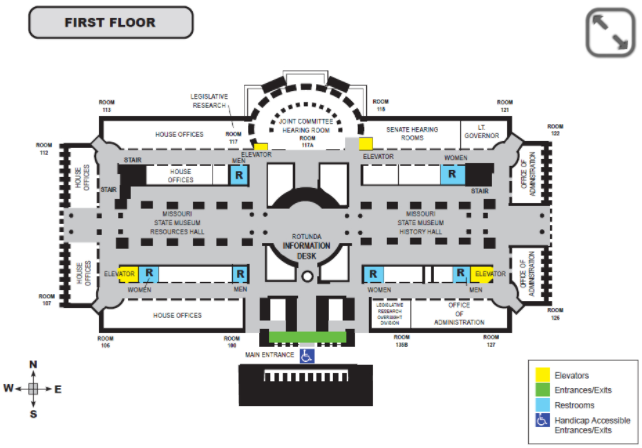 FIRST FLOOR
ROOM
113
LEGISLATIVE
RESEARCH
ROOM
118
ROOM
121
ROOM
122
ROOM
112
HOUSE OFFICES
ROOM
117
JOINT COMMITTEE
HEARING ROOM
ROOM
117A
SENATE HEARING
ROOMS
LT.
GOVERNOR
HOUSE
OFFICES
STAIR
MEN
ELEVATOR
ELEVATOR
WOMEN
OFFICE OF
ADMINISTRATION
HOUSE
OFFICES
R
R
STAIR
STAIR
MISSOURI
STATE MUSEUM
RESOURCES HALL
ROTUNDA
INFORMATION
DESK
MISSOURI
STATE MUSEUM
HISTORY HALL
HOUSE
OFFICES
ELEVATOR
R
R
R
R
ELEVATOR
OFFICE OF
ADMINISTRATION
WOMEN
MEN
WOMEN
MEN
ROOM
107
HOUSE OFFICES
LEGISLATIVE
RESEARCH
OVERSIGHT
DIVISION
OFFICE
OF
ADMINISTRATION
ROOM
126
ROOM
105
ROOM
MAIN ENTRANCE
ROOM
ROOM
127
N
W
E
S
Elevators
Entrances/Exits
Restrooms
Handicap Accessible
Entrances/Exits